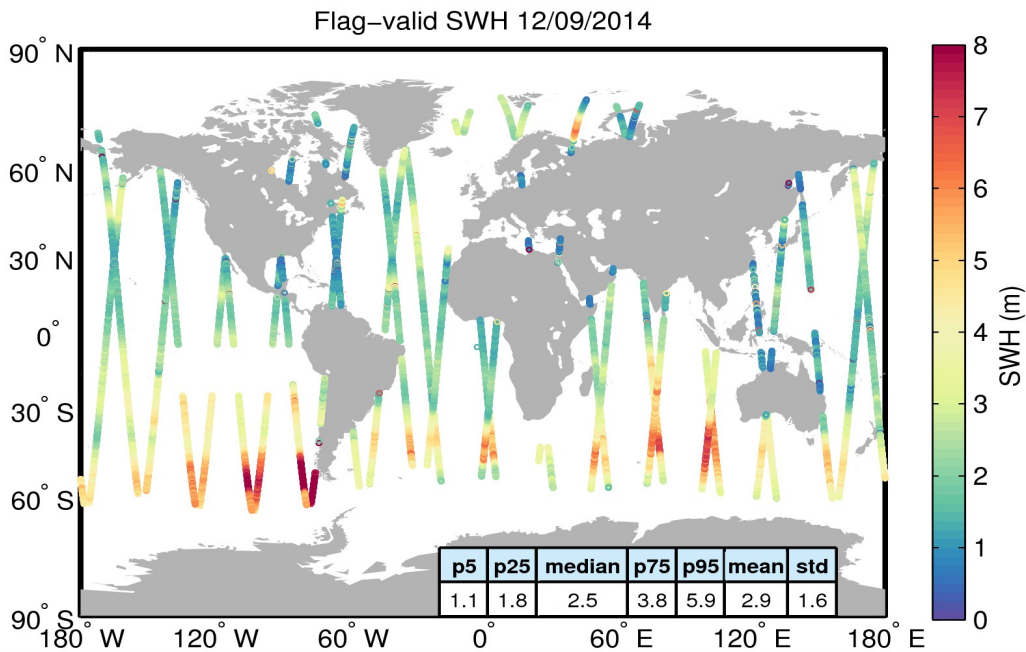 Flag−valid SWH 12/09/2014
90° N
60° N
30° N
0°
30° S
60° S
90° S
180° W
120° W
60° W
0°
60° E
120° E
180° E
p5 p25 median p75 p95 mean std
1.1 1.8 2.5 3.8 5.9 2.9 1.6
8
7
6
5
4
3
2
1
0
SWH (m)